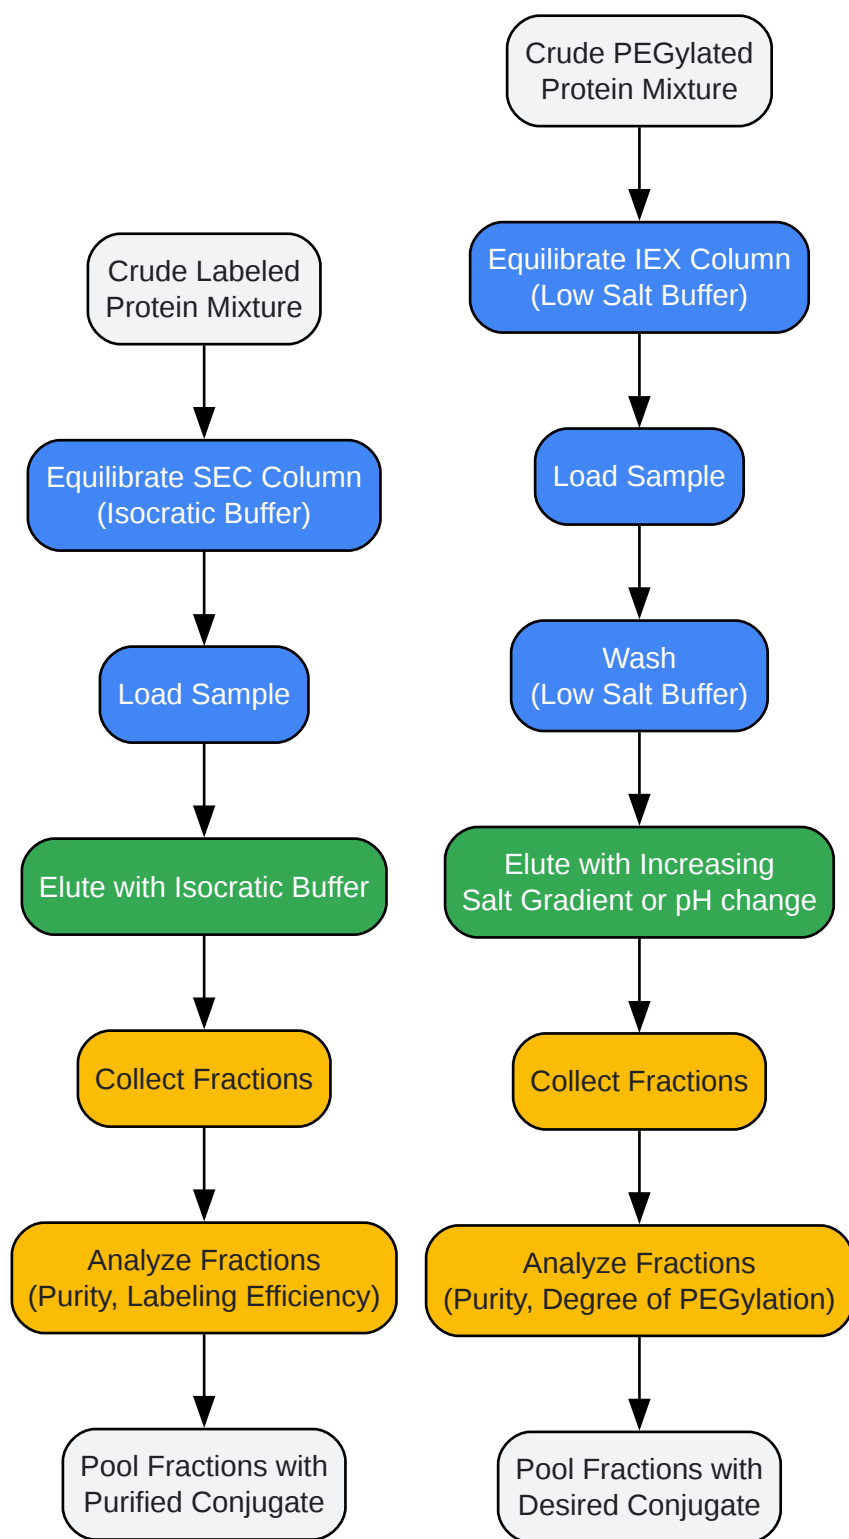 Crude Labeled
Protein Mixture
Equilibrate SEC Column
(Isocratic Buffer)
Load Sample
Elute with Isocratic Buffer
Collect Fractions
Analyze Fractions
(Purity, Labeling Efficiency)
Pool Fractions with
Purified Conjugate
Crude PEGylated
Protein Mixture
Equilibrate IEX Column
(Low Salt Buffer)
Load Sample
Wash
(Low Salt Buffer)
Elute with Increasing
Salt Gradient or pH change
Collect Fractions
Analyze Fractions
(Purity, Degree of PEGylation)
Pool Fractions with
Desired Conjugate